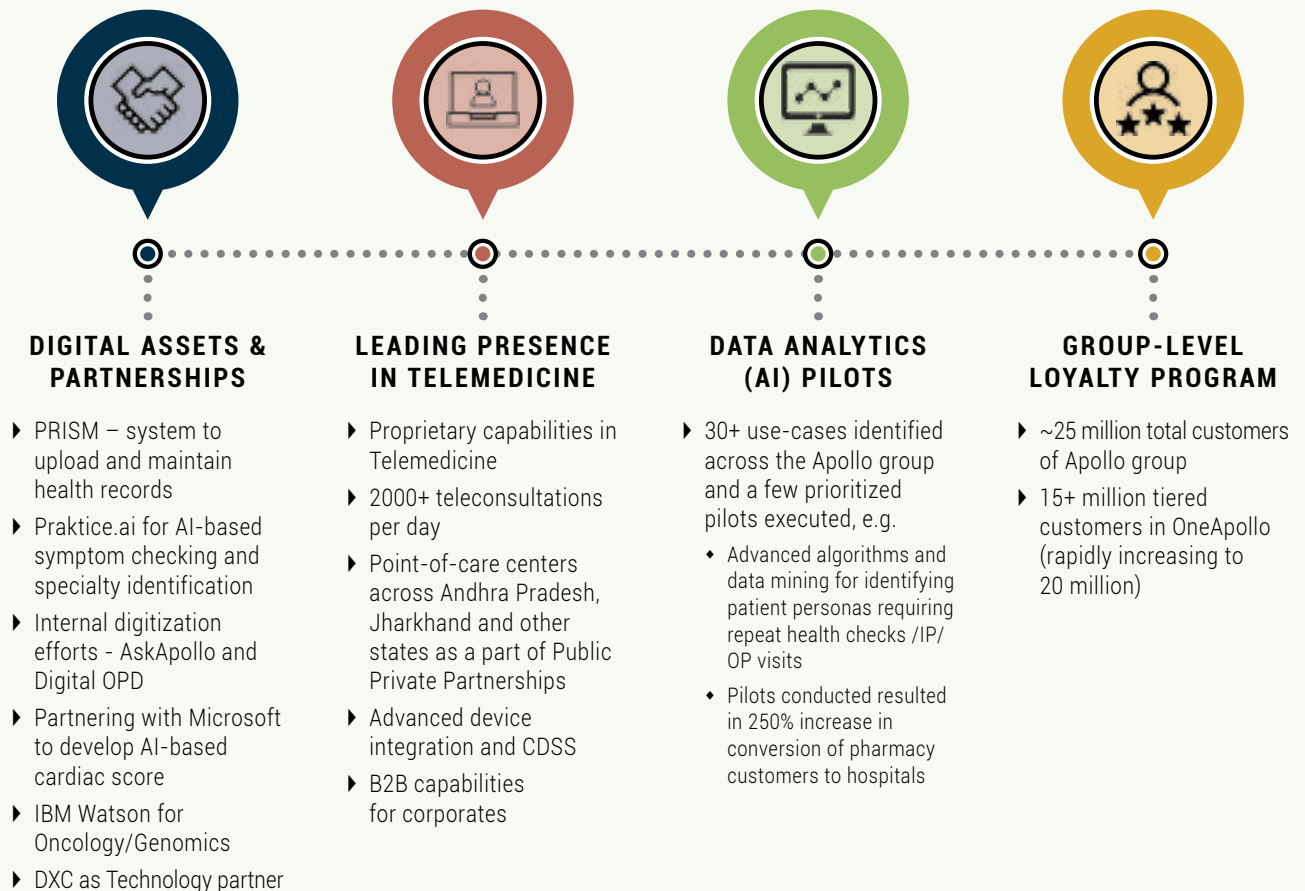 DIGITAL ASSETS &
PARTNERSHIPS
PRISM – system to
upload and maintain
health records
Praktice.ai for AI-based
symptom checking and
specialty identification
Internal digitization
efforts - AskApollo and
Digital OPD
Partnering with Microsoft
to develop AI-based
cardiac score
IBM Watson for
Oncology/Genomics
DXC as Technology partner
LEADING PRESENCE
IN TELEMEDICINE
Proprietary capabilities in
Telemedicine
2000+ teleconsultations
per day
Point-of-care centers
across Andhra Pradesh,
Jharkhand and other
states as a part of Public
Private Partnerships
Advanced device
integration and CDSS
B2B capabilities
for corporates
DATA ANALYTICS
(AI) PILOTS
30+ use-cases identified
across the Apollo group
and a few prioritized
pilots executed, e.g.
Advanced algorithms and
data mining for identifying
patient personas requiring
repeat health checks /IP/
OP visits
Pilots conducted resulted
in 250% increase in
conversion of pharmacy
customers to hospitals
GROUP-LEVEL
LOYALTY PROGRAM
~25 million total customers
of Apollo group
15+ million tiered
customers in OneApollo
(rapidly increasing to
20 million)